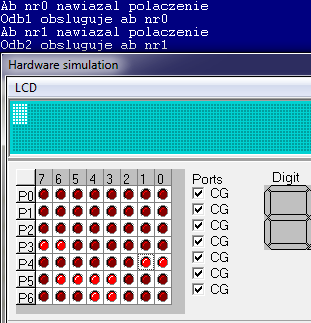 Ab nr0 nawiazal polaczenie
Odb1 obsluguje ab nr0
Ab nr1 nawiazal polaczenie
Odb2 obsluguje ab nr1
Hardware simulation
LCD
7 6 5 4 3 2 1 0
Ports
Digit
P0
CG
P1
CG
P2
CG
P3
CG
P4
CG
P5
CG
P6
CG